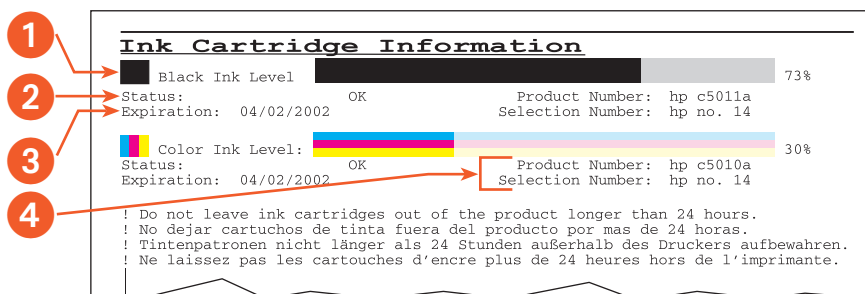 Ink Cartridge Information
1
Black Ink Level 73%
2
Status: OK Product Number: hp c5011a
Expiration: 04/02/2002 Selection Number: hp no. 14
3
Color Ink Level: 30%
Status: OK Product Number: hp c5010a
Expiration: 04/02/2002 Selection Number: hp no. 14
4
! Do not leave ink cartridges out of the product longer than 24 hours.
! No dejar cartuchos de tinta fuera del producto por mas de 24 horas.
! Tintenpatronen nicht länger als 24 Stunden außerhalb des Druckers aufbewahren.
! Ne laissez pas les cartouches d'encre plus de 24 heures hors de l'imprimante.